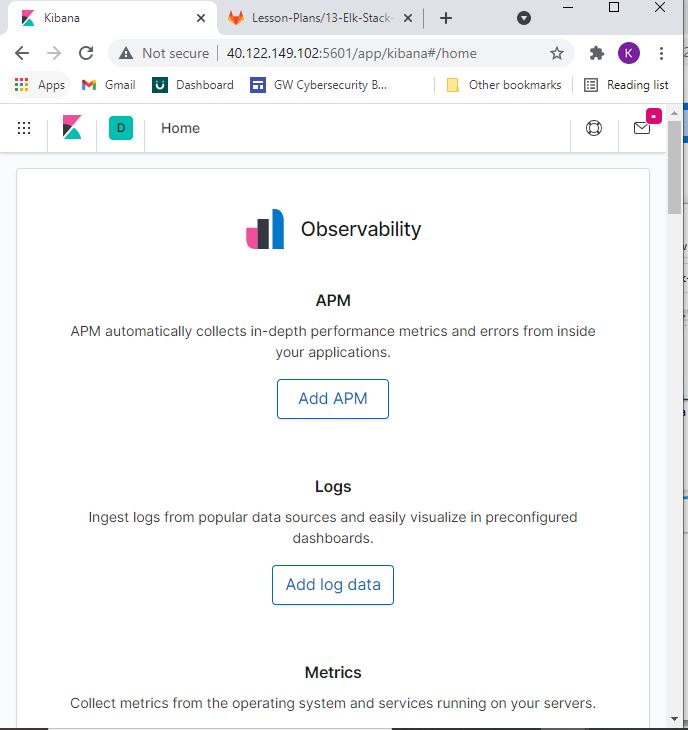 Kibana
Lesson-Plans/13-Elk-Stack-
Not secure
40.122.149.102:5601/app/kibana#/home
K
Apps
Gmail
Dashboard
GW Cybersecurity B...
Other bookmarks
Reading list
D
Home
Observability
APM
APM automatically collects in-depth performance metrics and errors from inside
your applications.
Add APM
Logs
Ingest logs from popular data sources and easily visualize in preconfigured
dashboards.
Add log data
Metrics
Collect metrics from the operating system and services running on your servers.